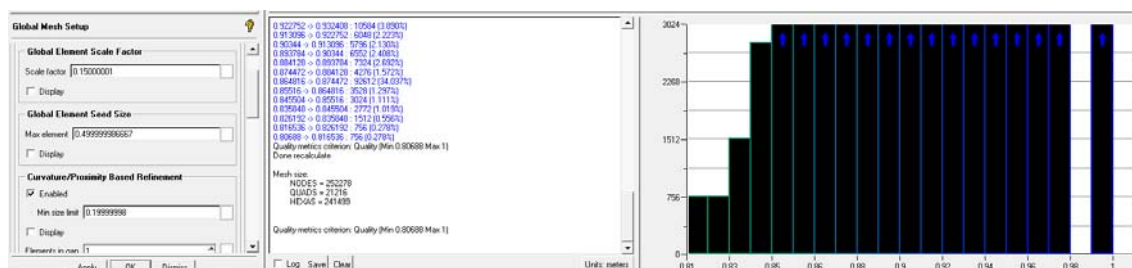 Global Mesh Setup
Global Element Scale Factor
Scale factor 0.15000001
Display
Global Element Seed Size
Max element 0.499999986667
Display
Curvature/Proximity Based Refinement
Enabled
Min size limit 0.19999998
Display
Elements in gap 1
Apply OK Dismiss
0.922752 -> 0.932408 : 10584 (3.890%)
0.913096 -> 0.922752 : 6048 (2.223%)
0.90344 -> 0.913096 : 5796 (2.130%)
0.893784 -> 0.90344 : 6552 (2.408%)
0.884128 -> 0.893784 : 7324 (2.692%)
0.874472 -> 0.884128 : 4276 (1.572%)
0.864816 -> 0.874472 : 92612 (34.037%)
0.85516 -> 0.864816 : 3528 (1.297%)
0.845504 -> 0.85516 : 3024 (1.111%)
0.835848 -> 0.845504 : 2772 (1.019%)
0.826192 -> 0.835848 : 1512 (0.556%)
0.816536 -> 0.826192 : 756 (0.278%)
0.80688 -> 0.816536 : 756 (0.278%)
Quality metrics criterion: Quality (Min 0.80688 Max 1)
Done recalculate
Mesh size:
NODES = 252278
QUADS = 21216
HEXAS = 241499
Quality metrics criterion: Quality (Min 0.80688 Max 1)
Log Save Clear Units: meters
3024
2268
1512
756
0
0.81 0.83 0.85 0.86 0.88 0.9 0.92 0.94 0.96 0.98 1